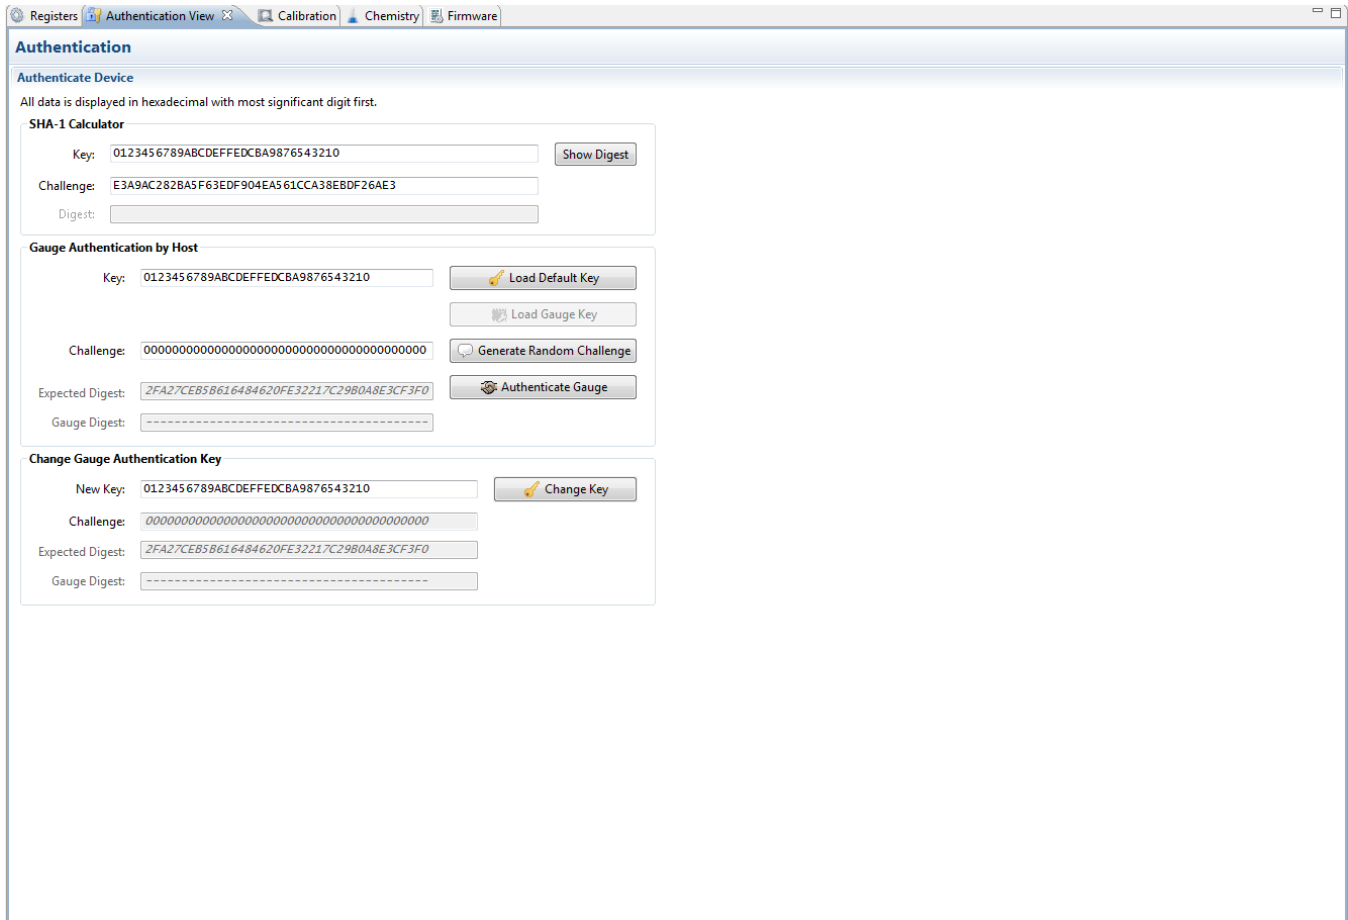 Registers Authentication View Calibration Chemistry Firmware
Authentication
Authenticate Device
All data is displayed in hexadecimal with most significant digit first.
SHA-1 Calculator
Key: 0123456789ABCDEFFEDCBA9876543210 Show Digest
Challenge: E3A9AC282BA5F63EDF904EA561CCA38EBDF26AE3
Digest:
Gauge Authentication by Host
Key: 0123456789ABCDEFFEDCBA9876543210 Load Default Key
Load Gauge Key
Challenge: 0000000000000000000000000000000000000000 Generate Random Challenge
Expected Digest: 2FA27CEB5B616484620FE32217C29B0A8E3CF3F0 Authenticate Gauge
Gauge Digest: ----------------------------------------
Change Gauge Authentication Key
New Key: 0123456789ABCDEFFEDCBA9876543210 Change Key
Challenge: 0000000000000000000000000000000000000000
Expected Digest: 2FA27CEB5B616484620FE32217C29B0A8E3CF3F0
Gauge Digest: ----------------------------------------